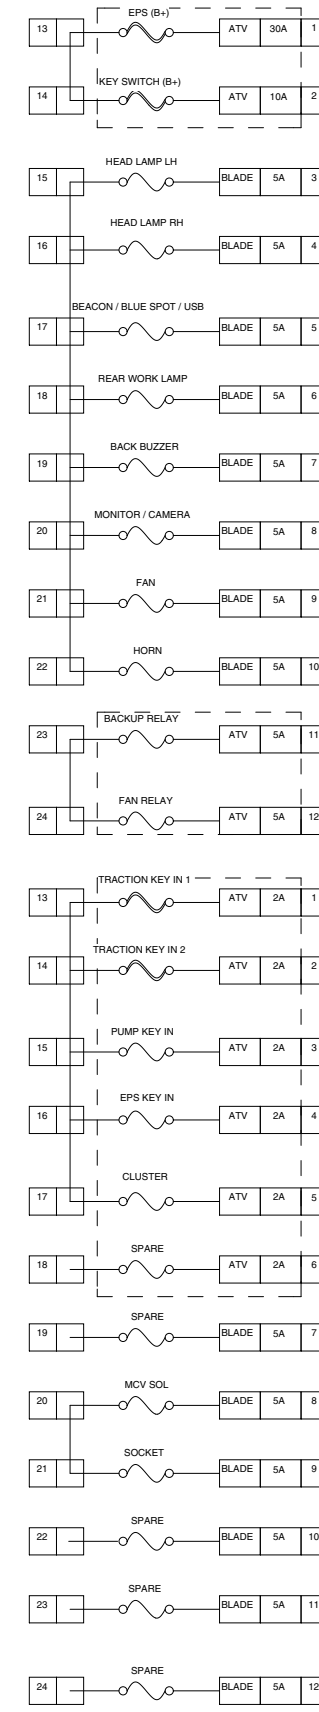 EPS (B+)
13 ATV 30A 1
KEY SWITCH (B+)
14 ATV 10A 2
HEAD LAMP LH
15 BLADE 5A 3
HEAD LAMP RH
16 BLADE 5A 4
BEACON / BLUE SPOT / USB
17 BLADE 5A 5
REAR WORK LAMP
18 BLADE 5A 6
BACK BUZZER
19 BLADE 5A 7
MONITOR / CAMERA
20 BLADE 5A 8
FAN
21 BLADE 5A 9
HORN
22 BLADE 5A 10
BACKUP RELAY
23 ATV 5A 11
FAN RELAY
24 ATV 5A 12
TRACTION KEY IN 1
13 ATV 2A 1
TRACTION KEY IN 2
14 ATV 2A 2
PUMP KEY IN
15 ATV 2A 3
EPS KEY IN
16 ATV 2A 4
CLUSTER
17 ATV 2A 5
SPARE
18 ATV 2A 6
SPARE
19 BLADE 5A 7
MCV SOL
20 BLADE 5A 8
SOCKET
21 BLADE 5A 9
SPARE
22 BLADE 5A 10
SPARE
23 BLADE 5A 11
SPARE
24 BLADE 5A 12